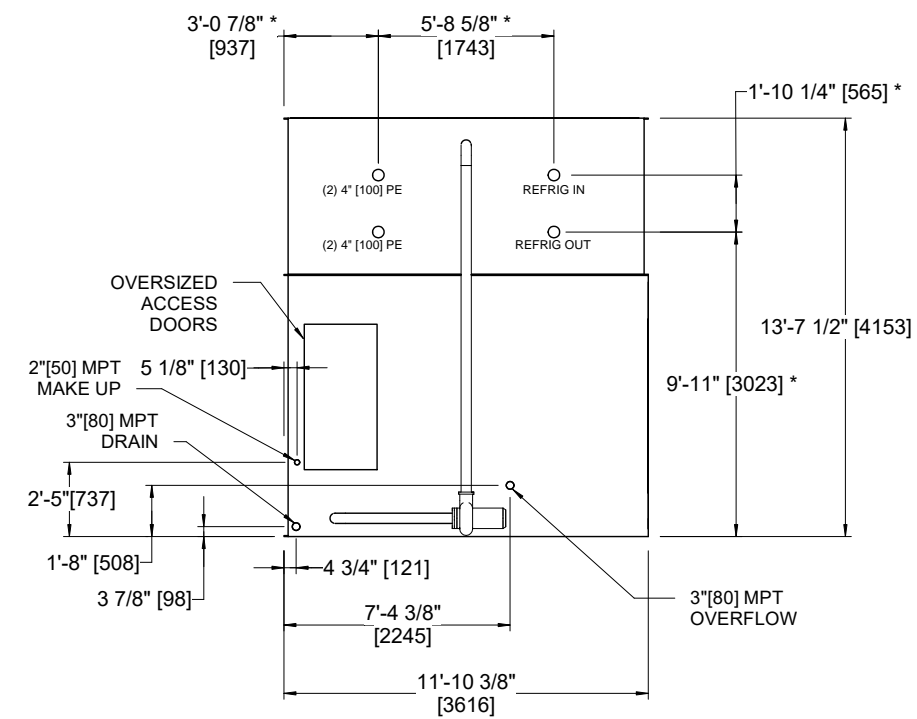 3'-0 7/8" *
[937]
5'-8 5/8" *
[1743]
1'-10 1/4" [565] *
(2) 4" [100] PE
REFRIG IN
(2) 4" [100] PE
REFRIG OUT
OVERSIZED
ACCESS
DOORS
13'-7 1/2" [4153]
2"[50] MPT
MAKE UP
5 1/8" [130]
9'-11" [3023] *
3"[80] MPT
DRAIN
2'-5"[737]
1'-8" [508]
4 3/4" [121]
3 7/8" [98]
3"[80] MPT
OVERFLOW
7'-4 3/8"
[2245]
11'-10 3/8"
[3616]